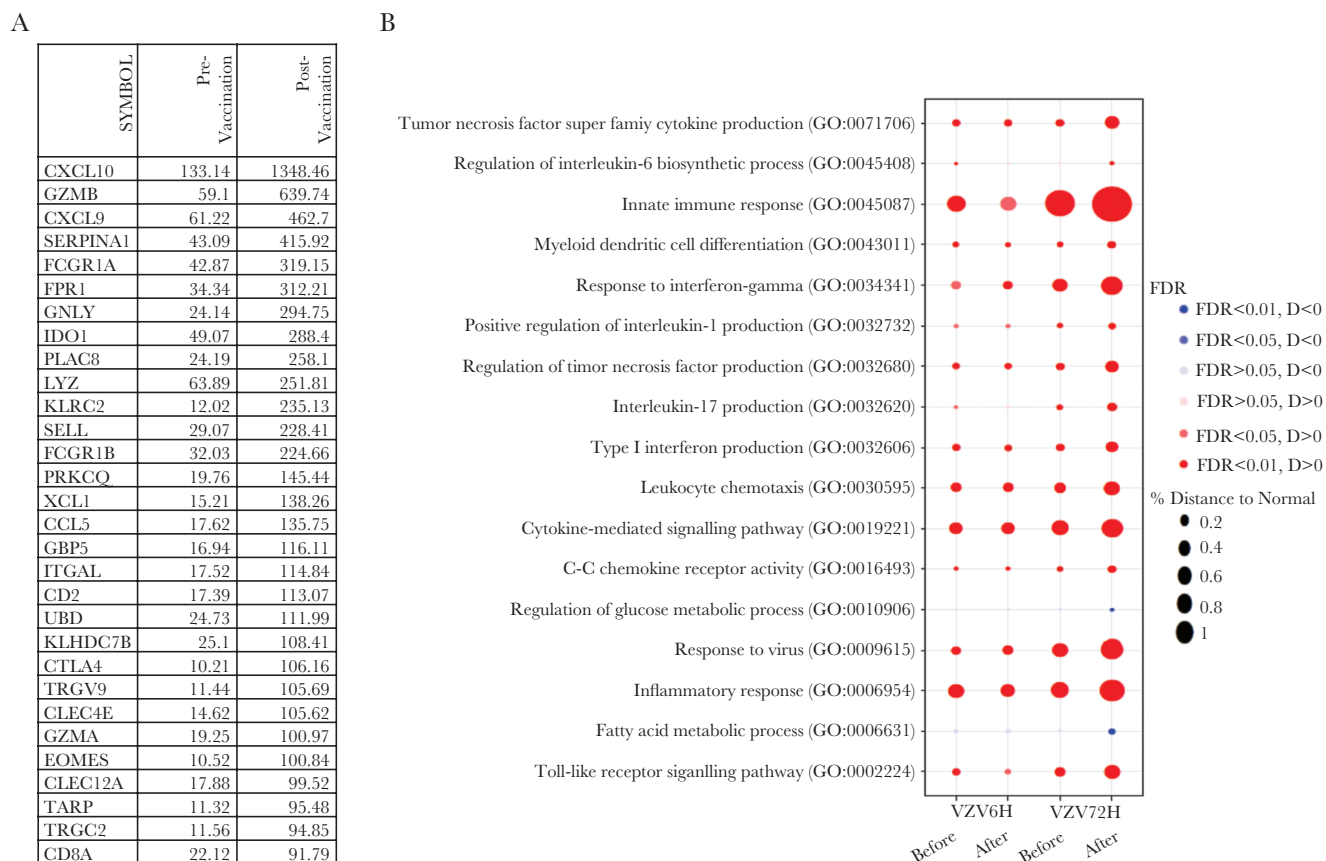 A
SYMBOL Pre-Vaccination Post-Vaccination
CXCL10 133.14 1348.46
GZMB 59.1 639.74
CXCL9 61.22 462.7
SERPINA1 43.09 415.92
FCGR1A 42.87 319.15
FPR1 34.34 312.21
GNLY 24.14 294.75
IDO1 49.07 288.4
PLAC8 24.19 258.1
LYZ 63.89 251.81
KLRC2 12.02 235.13
SELL 29.07 228.41
FCGR1B 32.03 224.66
PRKCQ 19.76 145.44
XCL1 15.21 138.26
CCL5 17.62 135.75
GBP5 16.94 116.11
ITGAL 17.52 114.84
CD2 17.39 113.07
UBD 24.73 111.99
KLHDC7B 25.1 108.41
CTLA4 10.21 106.16
TRGV9 11.44 105.69
CLEC4E 14.62 105.62
GZMA 19.25 100.97
EOMES 10.52 100.84
CLEC12A 17.88 99.52
TARP 11.32 95.48
TRGC2 11.56 94.85
CD8A 22.12 91.79
B
Tumor necrosis factor super famiy cytokine production (GO:0071706)
Regulation of interleukin-6 biosynthetic process (GO:0045408)
Innate immune response (GO:0045087)
Myeloid dendritic cell differentiation (GO:0043011)
Response to interferon-gamma (GO:0034341)
Positive regulation of interleukin-1 production (GO:0032732)
Regulation of timor necrosis factor production (GO:0032680)
Interleukin-17 production (GO:0032620)
Type I interferon production (GO:0032606)
Leukocyte chemotaxis (GO:0030595)
Cytokine-mediated signalling pathway (GO:0019221)
C-C chemokine receptor activity (GO:0016493)
Regulation of glucose metabolic process (GO:0010906)
Response to virus (GO:0009615)
Inflammatory response (GO:0006954)
Fatty acid metabolic process (GO:0006631)
Toll-like receptor siganlling pathway (GO:0002224)
VZV6H VZV72H
Before After Before After
FDR
FDR<0.01, D<0
FDR<0.05, D<0
FDR>0.05, D<0
FDR>0.05, D>0
FDR<0.05, D>0
FDR<0.01, D>0
% Distance to Normal
0.2
0.4
0.6
0.8
1